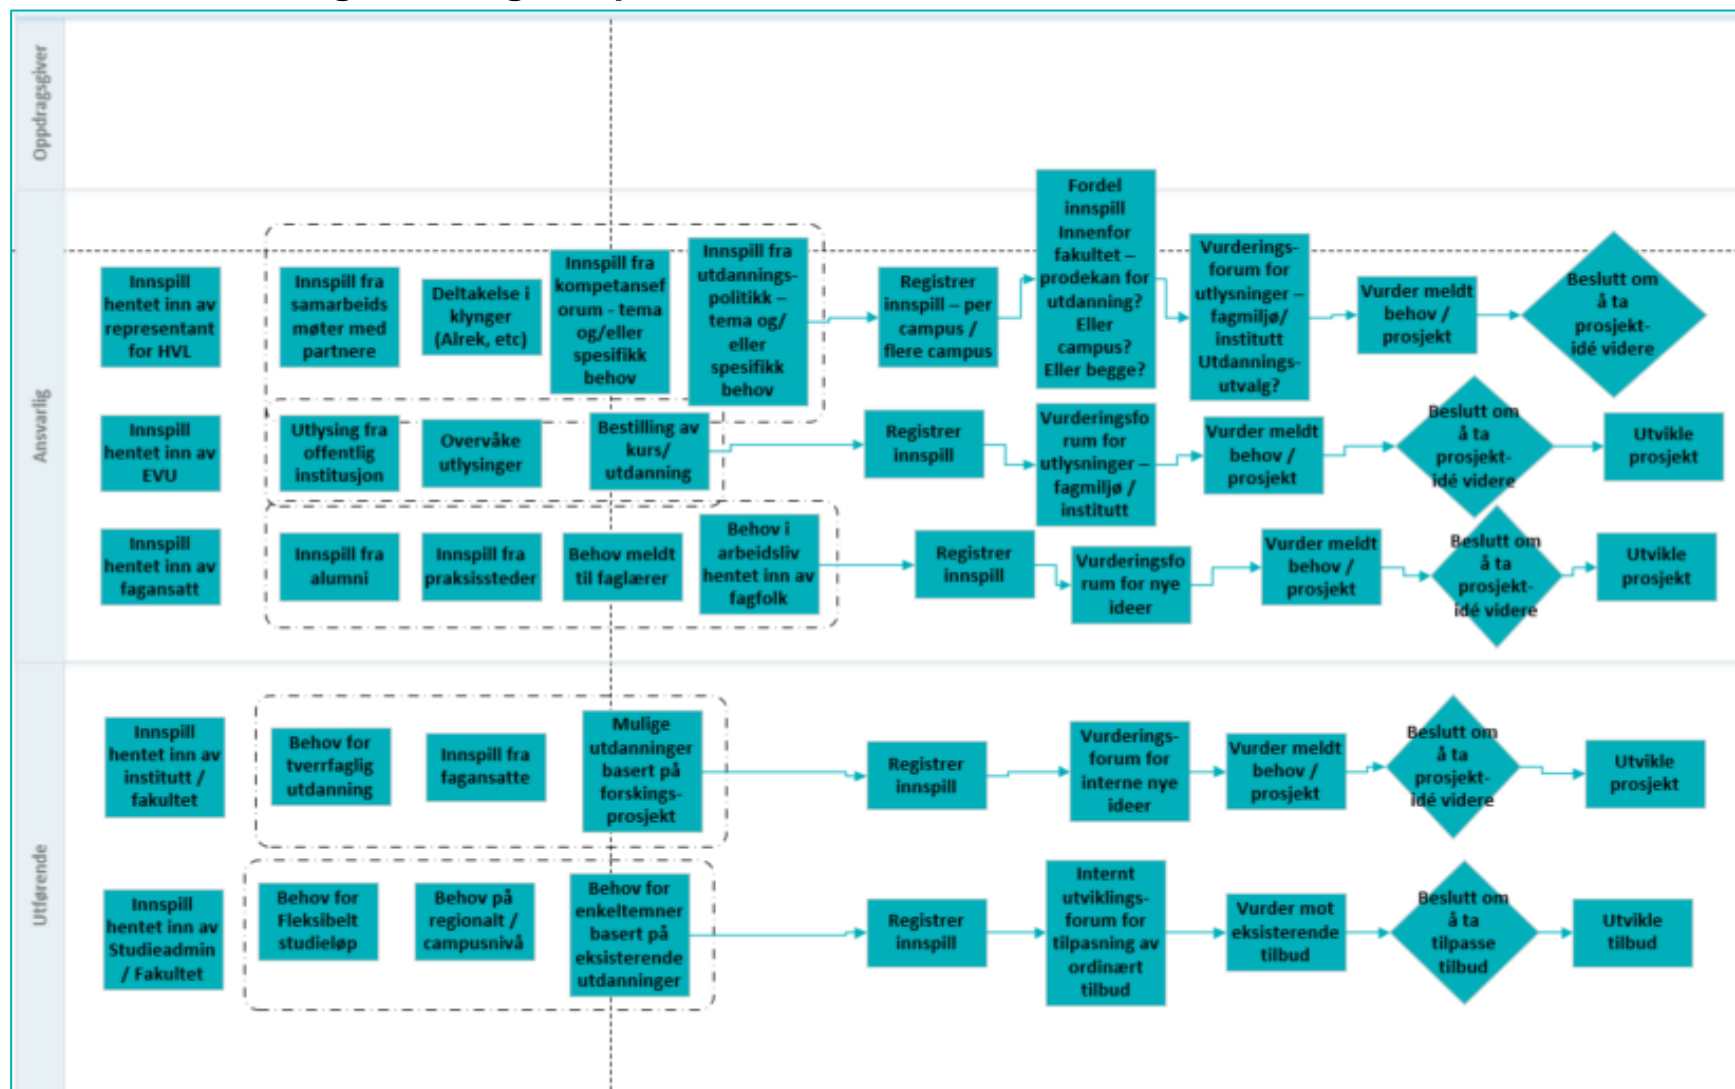 Oppdragsgiver
Ansvarlig
Innspill
hentet inn av
representant
for HVL
Innspill fra
samarbeids
møter med
partnere
Deltakelse i
klynger
(Alrek, etc)
Innspill fra
kompetansef
orum - tema
og/eller
spesifikk
behov
Innspill fra
utdannings-
politikk –
tema og/
eller
spesifikk
behov
Registrer
innspill – per
campus /
flere campus
Fordel
innspill
Innenfor
fakultet –
prodekan for
utdanning?
Eller
campus?
Eller begge?
Vurderings-
forum for
utlysninger –
fagmiljø/
institutt
Utdannings-
utvalg?
Vurder meldt
behov /
prosjekt
Beslutt om
å ta
prosjekt-
idé videre
Innspill
hentet inn av
EVU
Utlysing fra
offentlig
institusjon
Overvåke
utlysinger
Bestilling av
kurs/
utdanning
Registrer
innspill
Vurderingsfo
rum for
utlysninger –
fagmiljø /
institutt
Vurder meldt
behov /
prosjekt
Beslutt om
å ta
prosjekt-
idé videre
Utvikle
prosjekt
Innspill
hentet inn av
fagansatt
Innspill fra
alumni
Innspill fra
praksissteder
Behov meldt
til faglærer
Behov i
arbeidsliv
hentet inn av
fagfolk
Registrer
innspill
Vurderingsfo
rum for nye
ideer
Vurder meldt
behov /
prosjekt
Beslutt om
å ta
prosjekt-
idé videre
Utvikle
prosjekt
Utførende
Innspill
hentet inn av
institutt /
fakultet
Behov for
tverrfaglig
utdanning
Innspill fra
fagansatte
Mulige
utdanninger
basert på
forskings-
prosjekt
Registrer
innspill
Vurderings-
forum for
interne nye
ideer
Vurder meldt
behov /
prosjekt
Beslutt om
å ta
prosjekt-
idé videre
Utvikle
prosjekt
Innspill
hentet inn av
Studieadmin
/ Fakultet
Behov for
Fleksibelt
studieløp
Behov på
regionalt /
campusnivå
Behov for
enkeltemner
basert på
eksisterende
utdanninger
Registrer
innspill
Internt
utviklings-
forum for
tilpasning av
ordinært
tilbud
Vurder mot
eksisterende
tilbud
Beslutt om
å ta
tilpasse
tilbud
Utvikle
tilbud